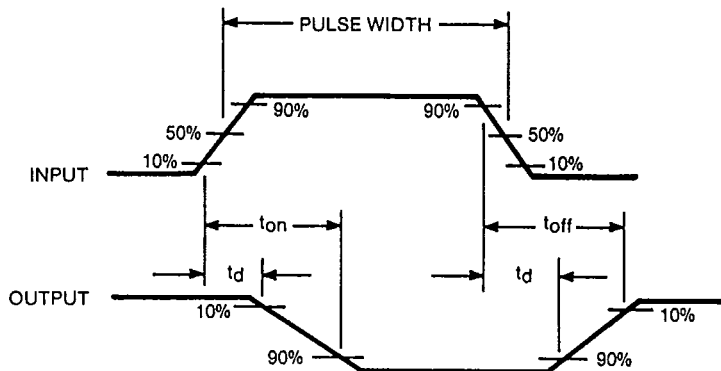 PULSE WIDTH
90% 90%
50% 50%
10% 10%
INPUT
ton toff
td td
OUTPUT
10% 10%
90% 90%